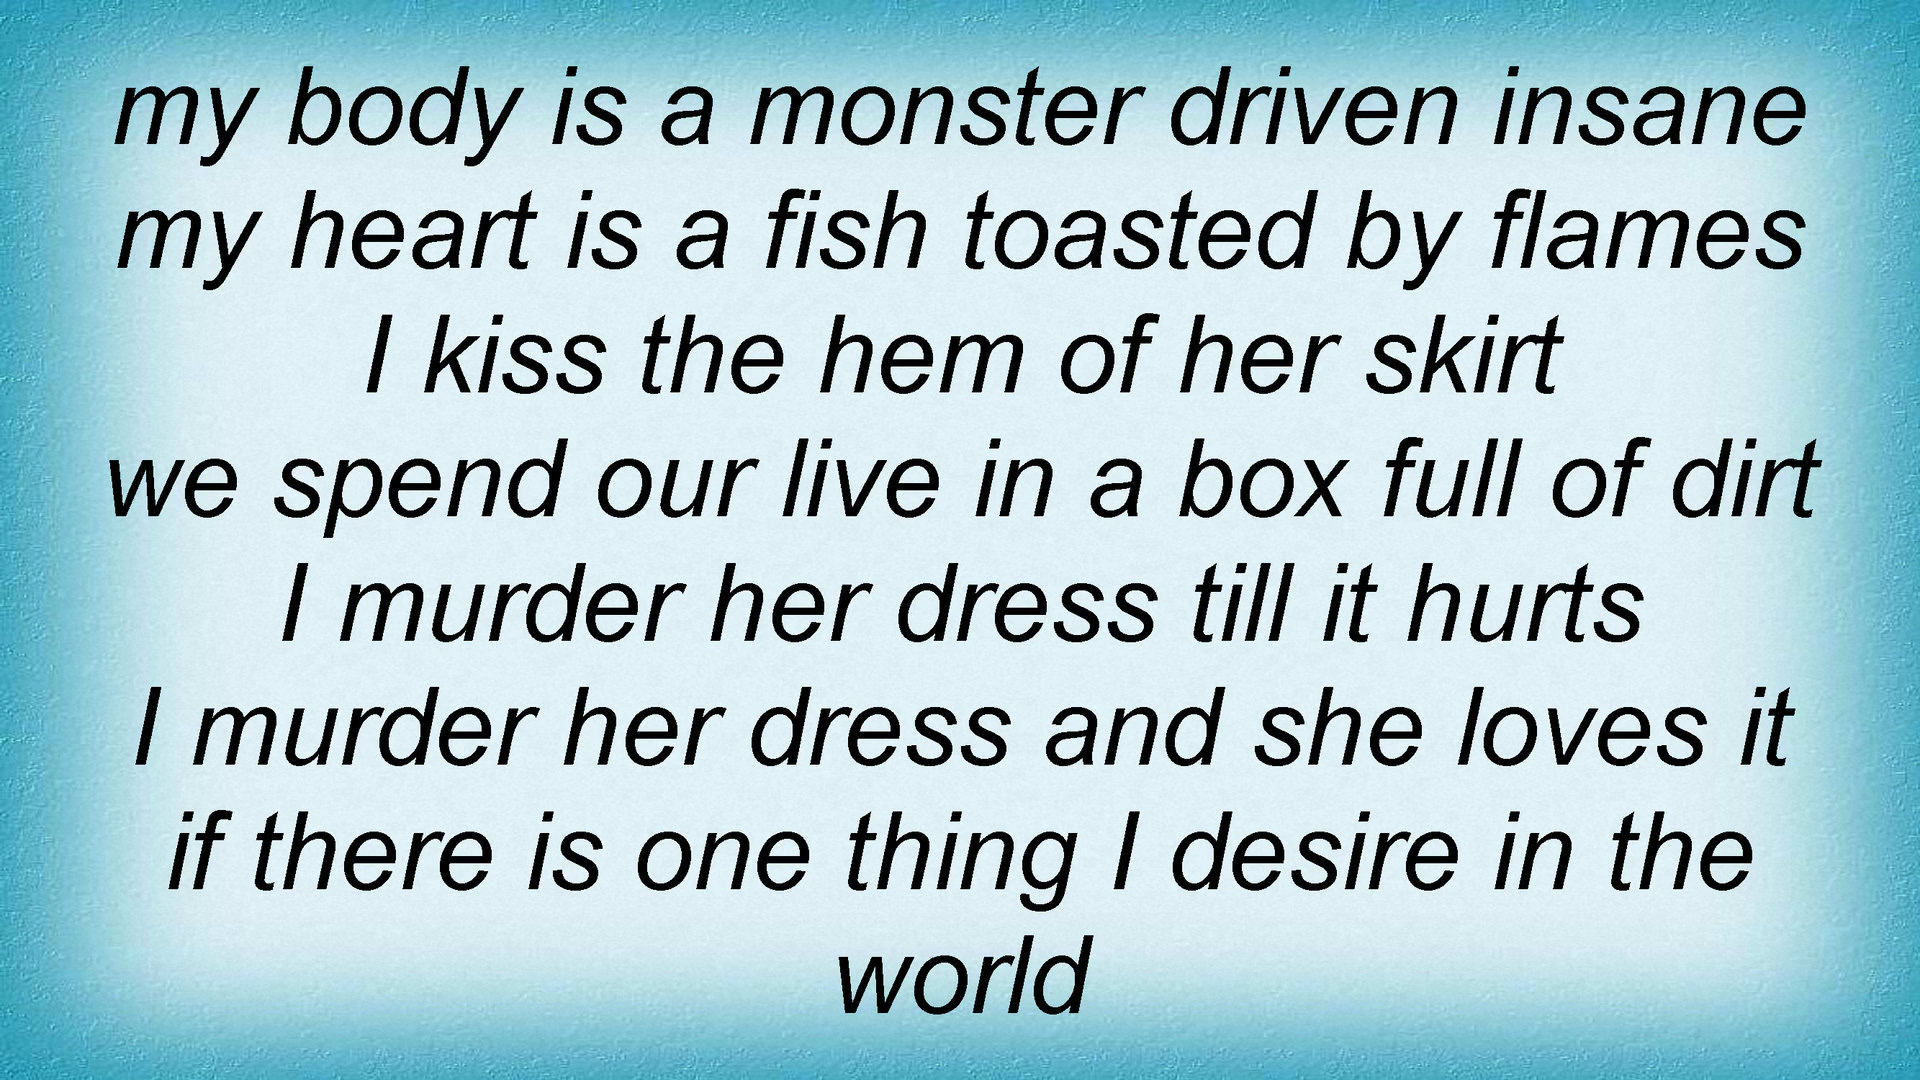 my body is a monster driven insane
my heart is a fish toasted by flames
I kiss the hem of her skirt
we spend our live in a box full of dirt
I murder her dress till it hurts
I murder her dress and she loves it
if there is one thing I desire in the
world